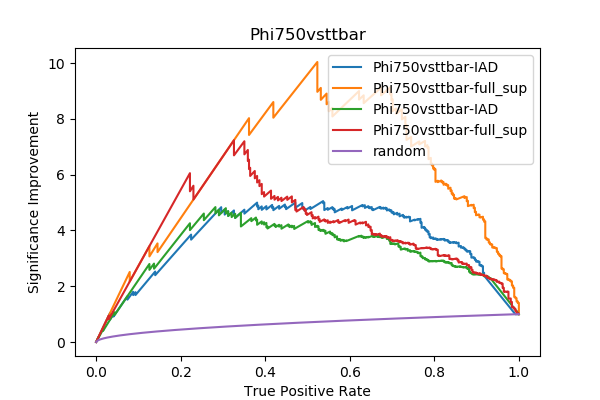 Phi750vsttbar
Significance Improvement
10
8
6
4
2
0
Phi750vsttbar-IAD
Phi750vsttbar-full_sup
Phi750vsttbar-IAD
Phi750vsttbar-full_sup
random
0.0 0.2 0.4 0.6 0.8 1.0
True Positive Rate